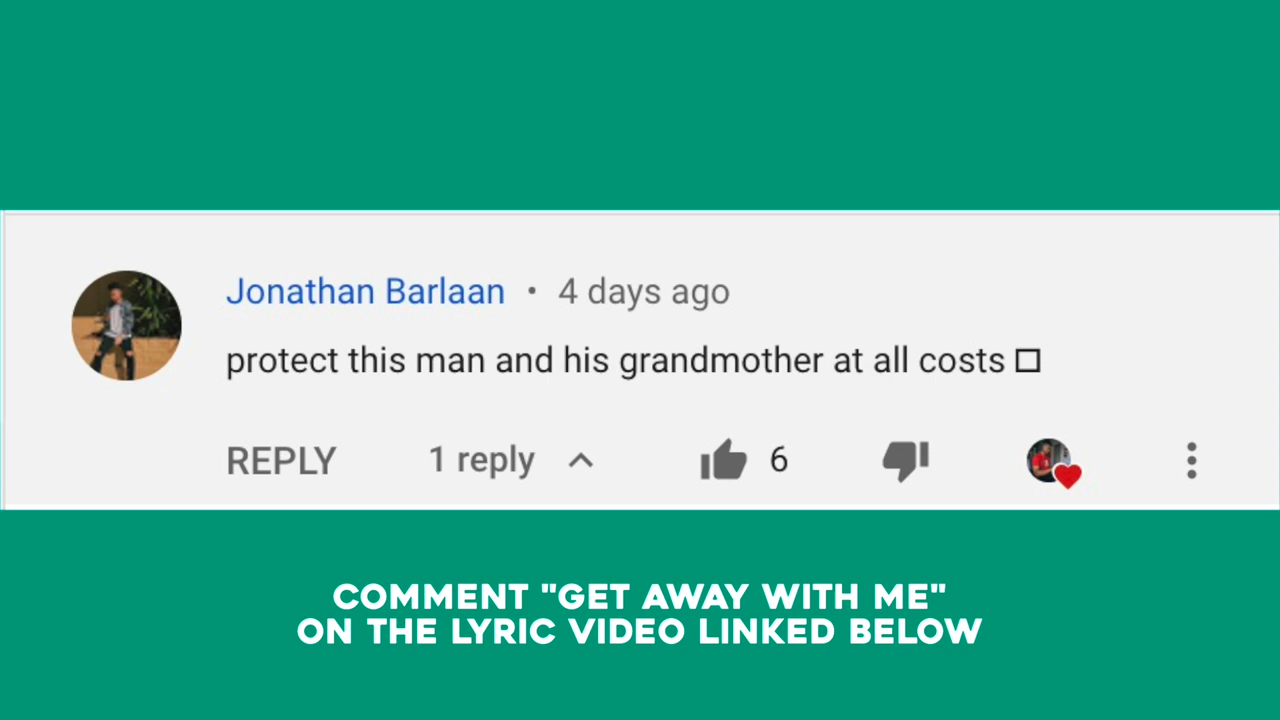 Jonathan Barlaan • 4 days ago
protect this man and his grandmother at all costs □
REPLY 1 reply 6
COMMENT "GET AWAY WITH ME"
ON THE LYRIC VIDEO LINKED BELOW